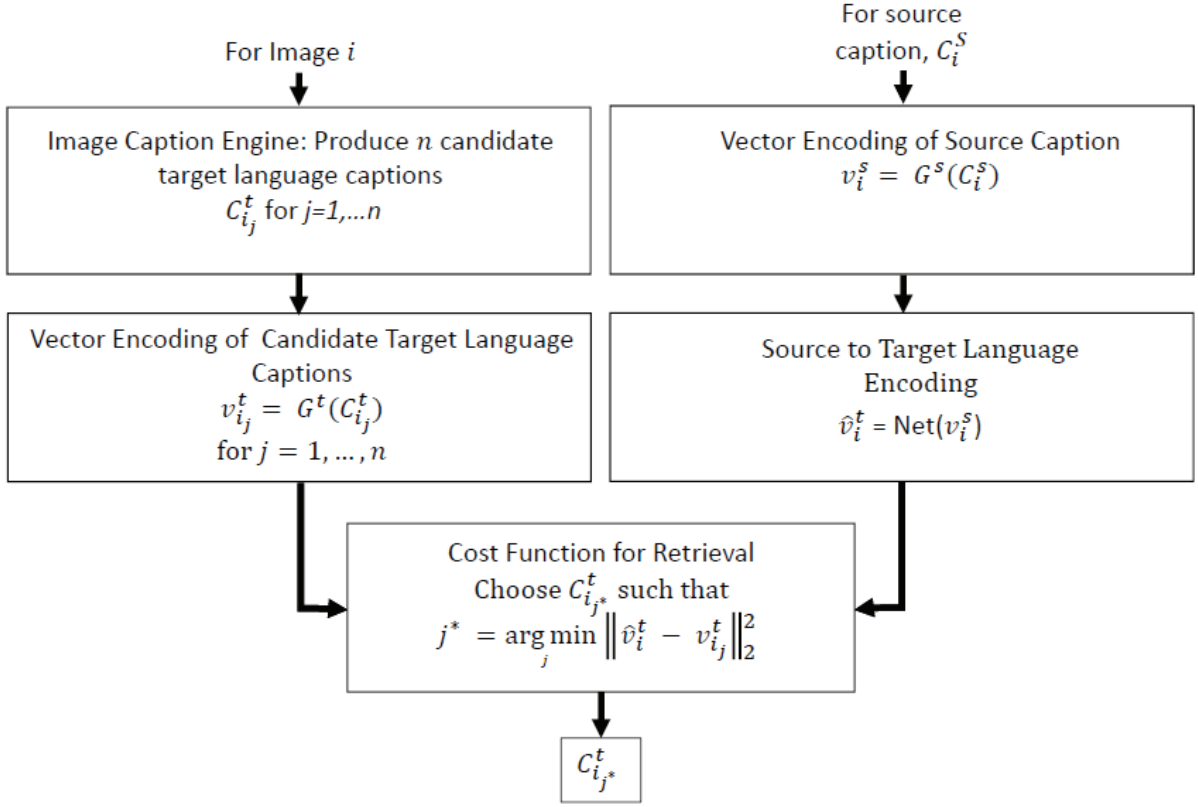 For Image i
Image Caption Engine: Produce n candidate
target language captions
C_{i_j}^t for j=1,...n
Vector Encoding of Candidate Target Language
Captions
v_{i_j}^t = G^t(C_{i_j}^t)
for j = 1, ... , n
For source
caption, C_i^S
Vector Encoding of Source Caption
v_i^s = G^s(C_i^s)
Source to Target Language
Encoding
v̂_i^t = Net(v_i^s)
Cost Function for Retrieval
Choose C_{i_{j*}}^t such that
j* = arg min_j ‖v̂_i^t − v_{i_j}^t‖_2^2
C_{i_{j*}}^t